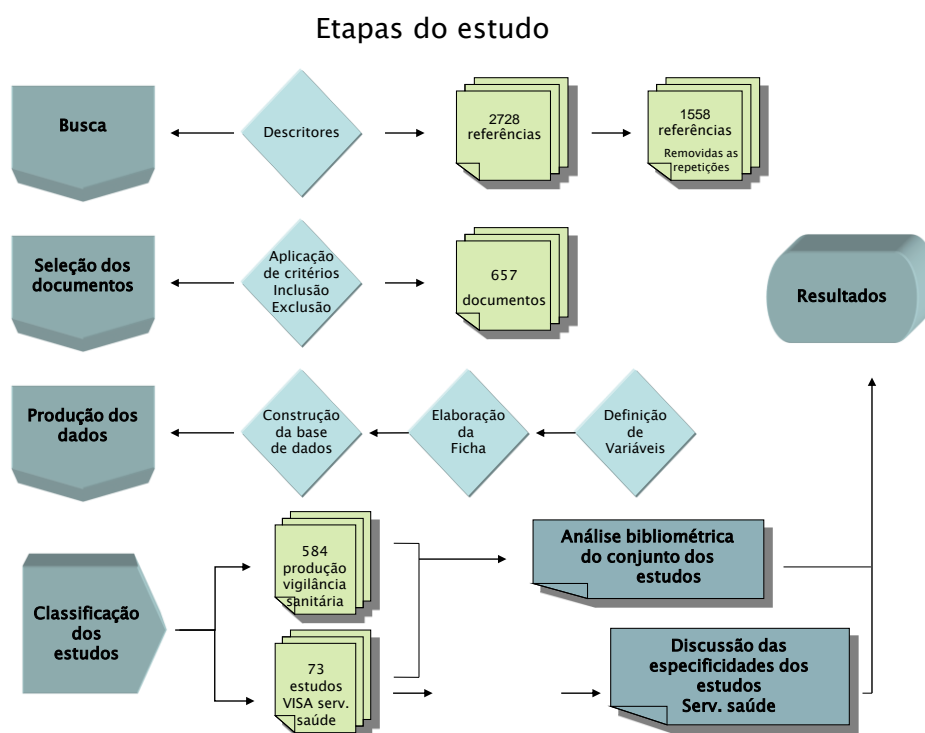 Etapas do estudo
Busca
Descritores
2728
referências
1558
referências
Removidas as
repetições
Seleção dos
documentos
Aplicação
de critérios
Inclusão
Exclusão
657
documentos
Resultados
Produção dos
dados
Construção
da base
de dados
Elaboração
da
Ficha
Definição
de
Variáveis
Classificação
dos
estudos
584
produção
vigilância
sanitária
73
estudos
VISA serv.
saúde
Análise bibliométrica
do conjunto dos
estudos
Discussão das
especificidades dos
estudos
Serv. saúde